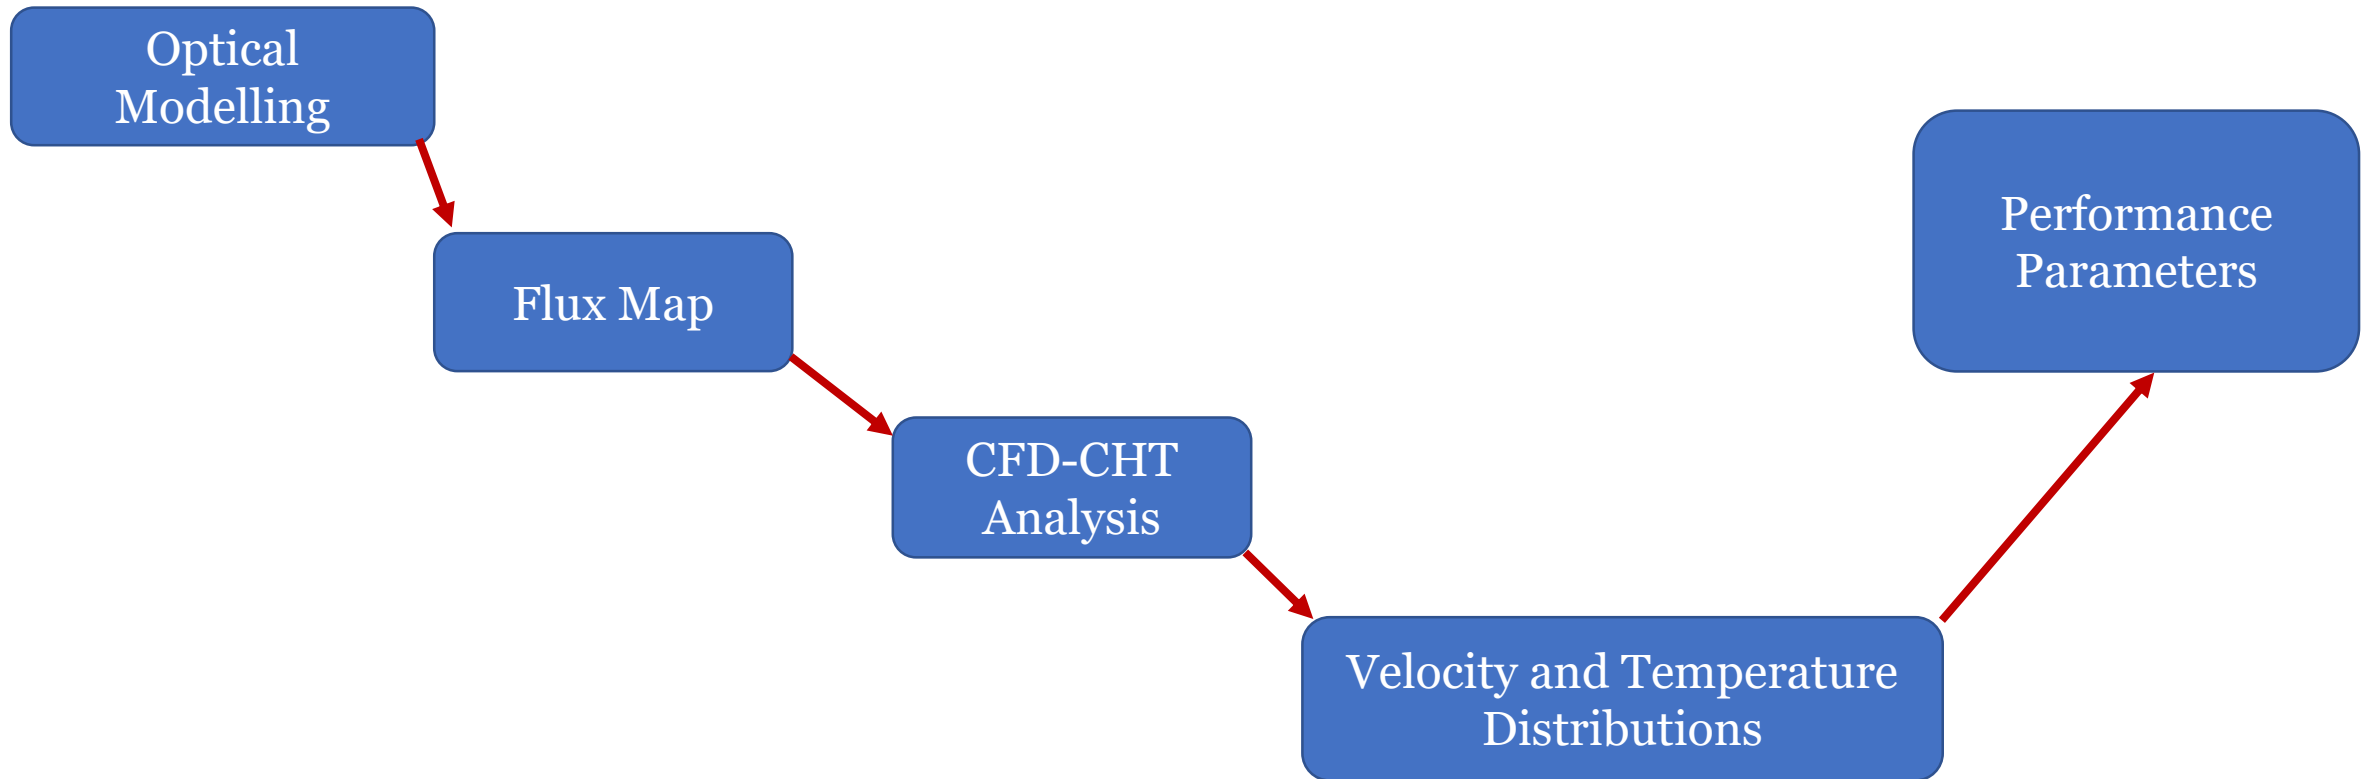 Optical
Modelling
Flux Map
CFD-CHT
Analysis
Velocity and Temperature
Distributions
Performance
Parameters